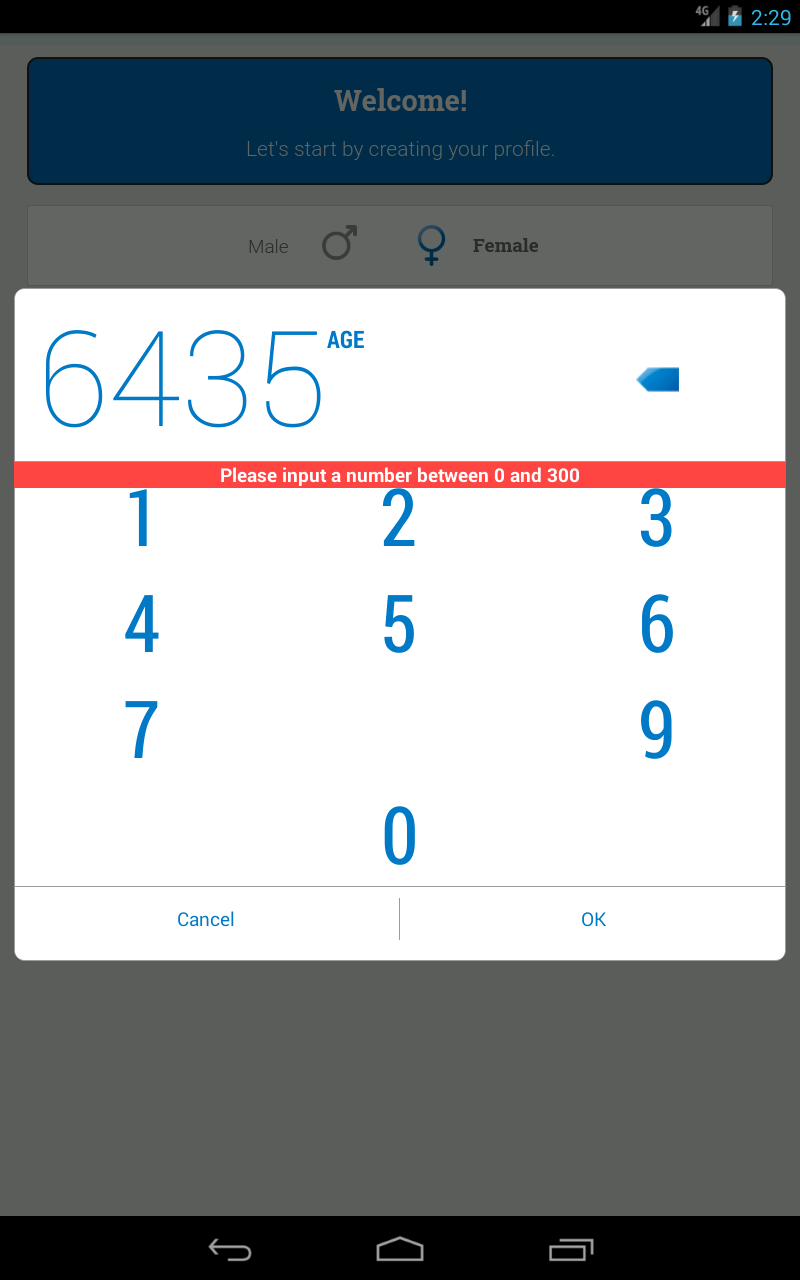 4G 2:29
Welcome!
Let's start by creating your profile.
Male Female
6435 AGE
Please input a number between 0 and 300
1 2 3
4 5 6
7 9
0
Cancel OK